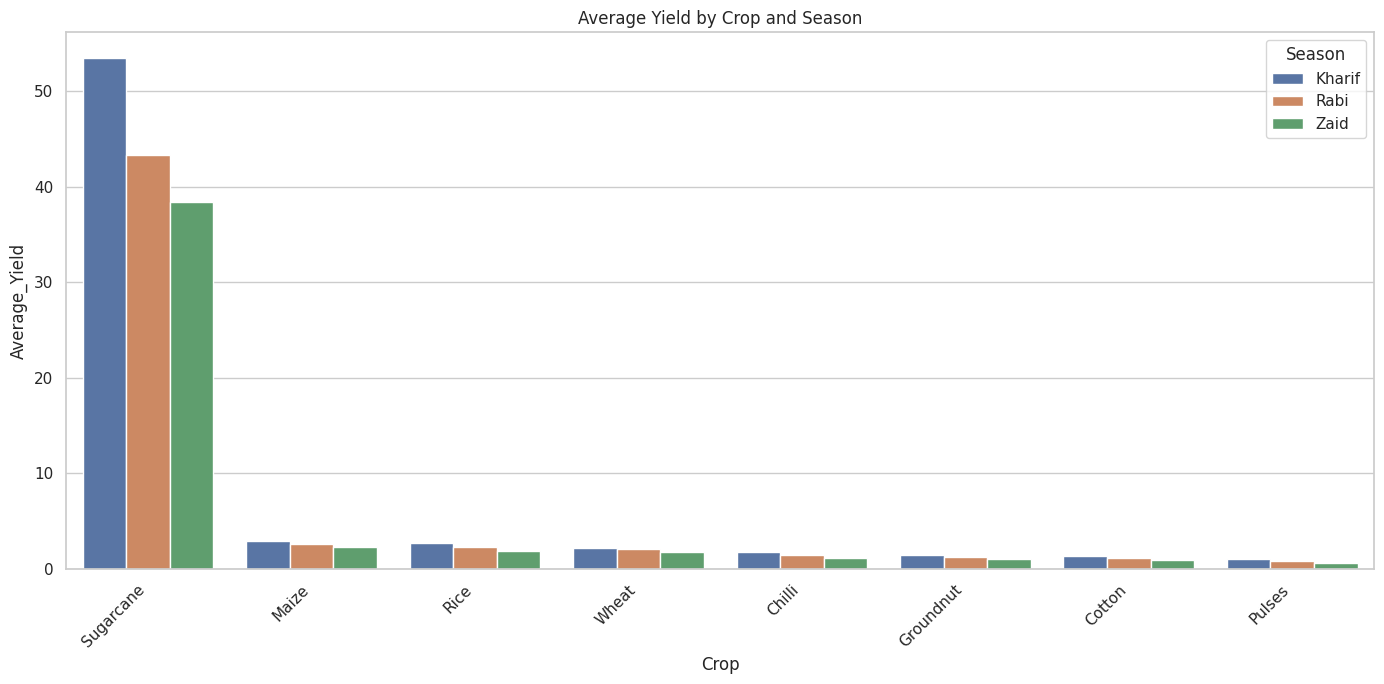 Average Yield by Crop and Season
Season
Kharif
Rabi
Zaid
Average_Yield
50
40
30
20
10
0
Sugarcane
Maize
Rice
Wheat
Chilli
Groundnut
Cotton
Pulses
Crop